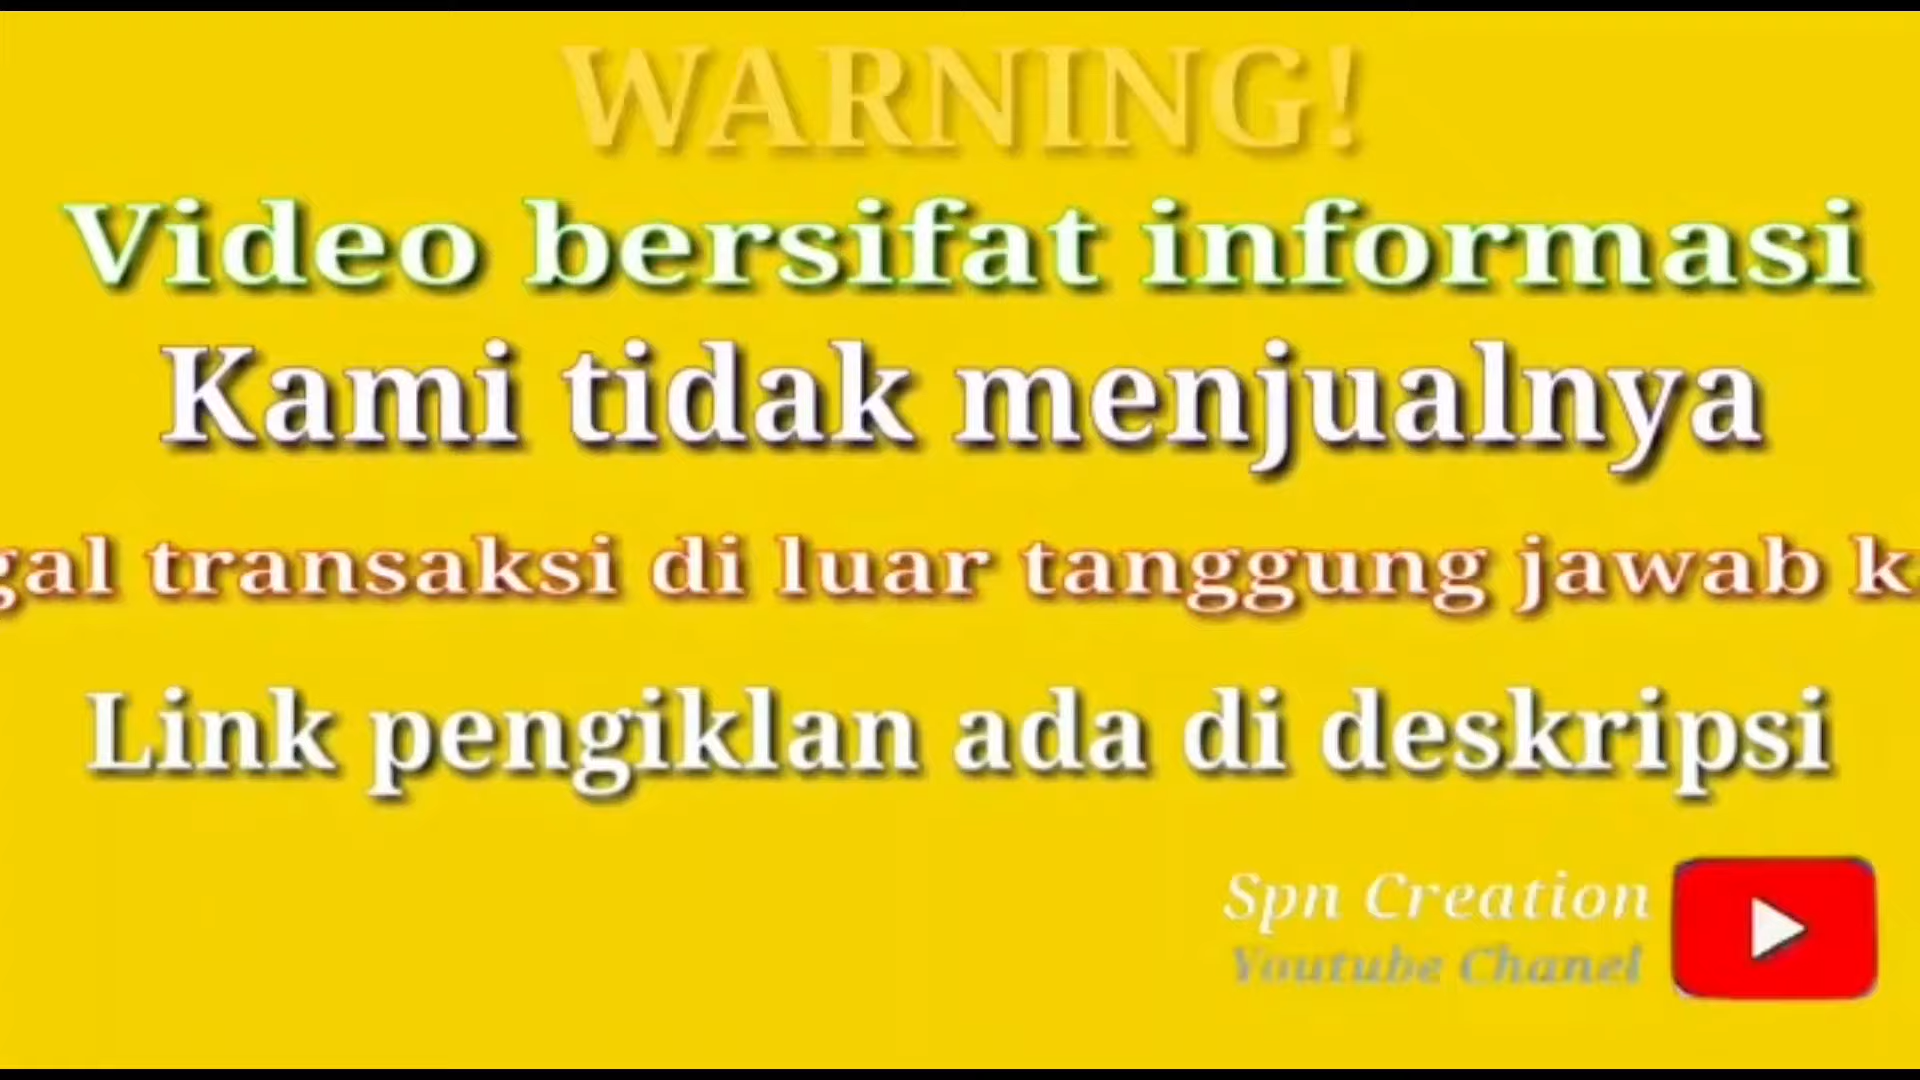 WARNING!
Video bersifat informasi
Kami tidak menjualnya
gal transaksi di luar tanggung jawab k
Link pengiklan ada di deskripsi
Spn Creation
Youtube Chanel